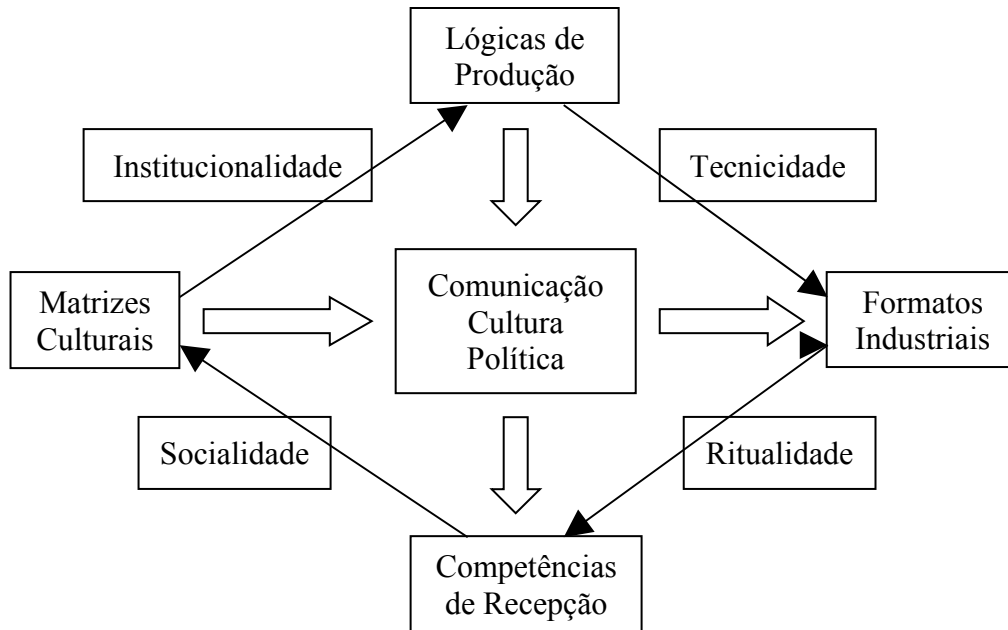 Lógicas de
Produção
Institucionalidade
Tecnicidade
Matrizes
Culturais
Comunicação
Cultura
Política
Formatos
Industriais
Socialidade
Ritualidade
Competências
de Recepção